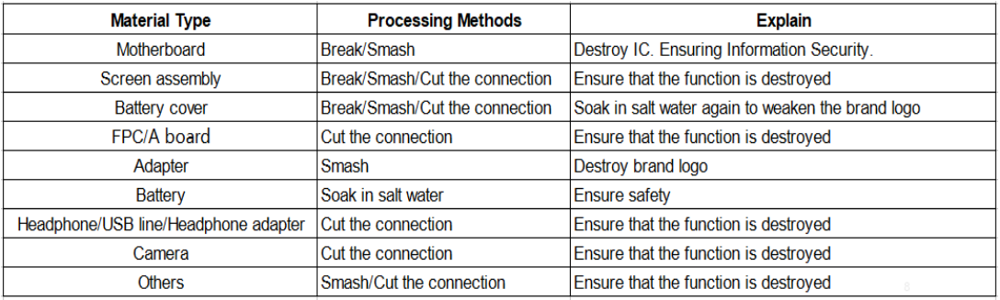 Material Type Processing Methods Explain
Motherboard Break/Smash Destroy IC. Ensuring Information Security.
Screen assembly Break/Smash/Cut the connection Ensure that the function is destroyed
Battery cover Break/Smash/Cut the connection Soak in salt water again to weaken the brand logo
FPC/A board Cut the connection Ensure that the function is destroyed
Adapter Smash Destroy brand logo
Battery Soak in salt water Ensure safety
Headphone/USB line/Headphone adapter Cut the connection Ensure that the function is destroyed
Camera Cut the connection Ensure that the function is destroyed
Others Smash/Cut the connection Ensure that the function is destroyed
8